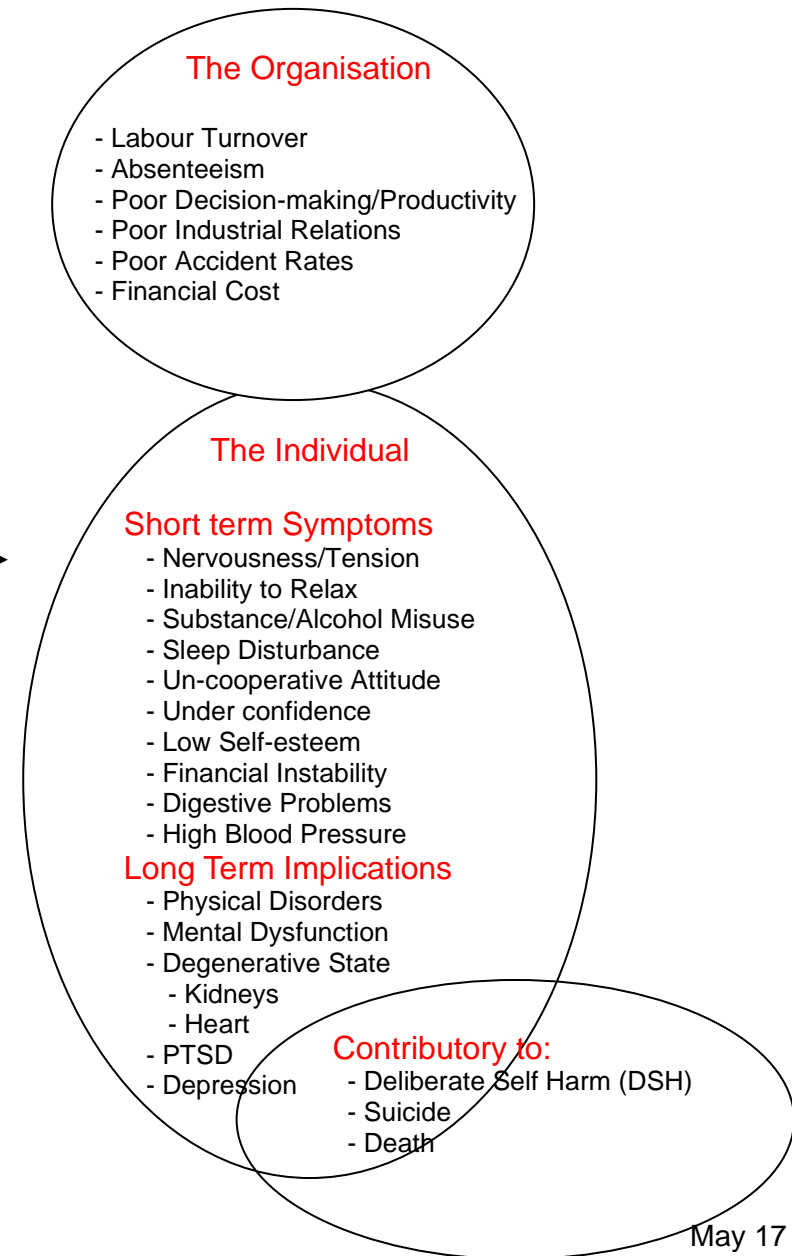 The Organisation
- Labour Turnover
- Absenteeism
- Poor Decision-making/Productivity
- Poor Industrial Relations
- Poor Accident Rates
- Financial Cost
The Individual
Short term Symptoms
- Nervousness/Tension
- Inability to Relax
- Substance/Alcohol Misuse
- Sleep Disturbance
- Un-cooperative Attitude
- Under confidence
- Low Self-esteem
- Financial Instability
- Digestive Problems
- High Blood Pressure
Long Term Implications
- Physical Disorders
- Mental Dysfunction
- Degenerative State
- Kidneys
- Heart
- PTSD
- Depression
Contributory to:
- Deliberate Self Harm (DSH)
- Suicide
- Death
May 17